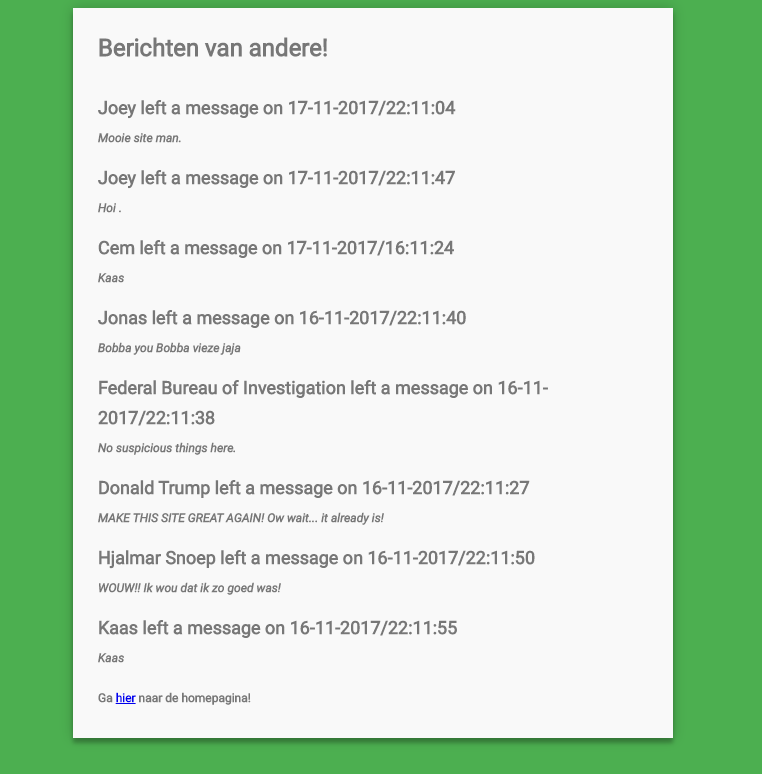 Berichten van andere!
Joey left a message on 17-11-2017/22:11:04
Mooie site man.
Joey left a message on 17-11-2017/22:11:47
Hoi .
Cem left a message on 17-11-2017/16:11:24
Kaas
Jonas left a message on 16-11-2017/22:11:40
Bobba you Bobba vieze jaja
Federal Bureau of Investigation left a message on 16-11-
2017/22:11:38
No suspicious things here.
Donald Trump left a message on 16-11-2017/22:11:27
MAKE THIS SITE GREAT AGAIN! Ow wait... it already is!
Hjalmar Snoep left a message on 16-11-2017/22:11:50
WOUW!! Ik wou dat ik zo goed was!
Kaas left a message on 16-11-2017/22:11:55
Kaas
Ga hier naar de homepagina!